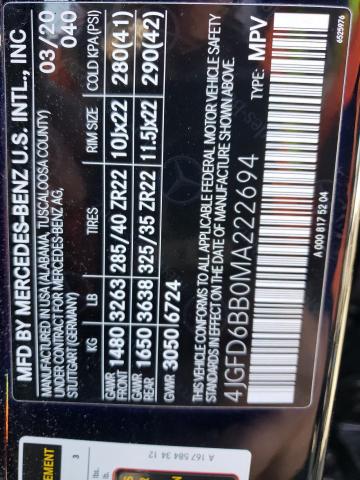 MFD BY MERCEDES-BENZ U.S. INTL., INC
MANUFACTURED IN USA (ALABAMA, TUSCALOOSA COUNTY)
UNDER CONTRACT FOR MERCEDES-BENZ AG,
STUTTGART (GERMANY)
03/20
040
KG LB TIRES RIM SIZE COLD KPA(PSI)
GAWR FRONT 1480 3263 285/40 ZR22 10Jx22 280(41)
GAWR REAR 1650 3638 325/35 ZR22 11.5Jx22 290(42)
GVWR 3050 6724
THIS VEHICLE CONFORMS TO ALL APPLICABLE FEDERAL MOTOR VEHICLE SAFETY
STANDARDS IN EFFECT ON THE DATE OF MANUFACTURE SHOWN ABOVE.
4JGFD6BB0MA222694 TYPE: MPV
A 000 817 52 04
6525976
A 167 584 34 12
EMENT
3
lbs.